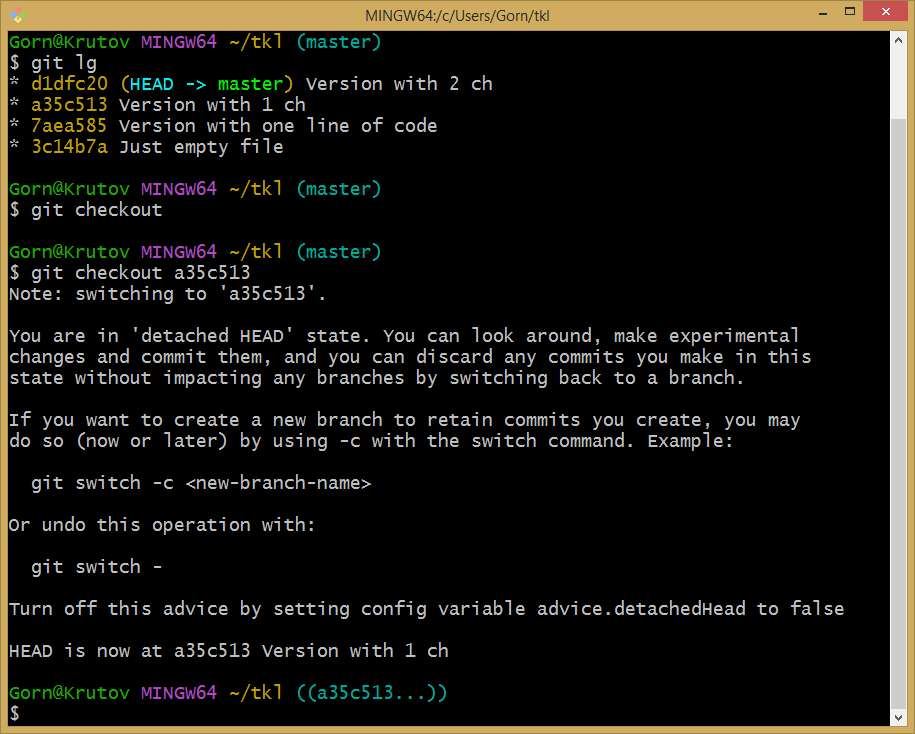 MINGW64:/c/Users/Gorn/tkl
Gorn@Krutov MINGW64 ~/tkl (master)
$ git lg
* d1dfc20 (HEAD -> master) Version with 2 ch
* a35c513 Version with 1 ch
* 7aea585 Version with one line of code
* 3c14b7a Just empty file
Gorn@Krutov MINGW64 ~/tkl (master)
$ git checkout
Gorn@Krutov MINGW64 ~/tkl (master)
$ git checkout a35c513
Note: switching to 'a35c513'.
You are in 'detached HEAD' state. You can look around, make experimental
changes and commit them, and you can discard any commits you make in this
state without impacting any branches by switching back to a branch.
If you want to create a new branch to retain commits you create, you may
do so (now or later) by using -c with the switch command. Example:
git switch -c <new-branch-name>
Or undo this operation with:
git switch -
Turn off this advice by setting config variable advice.detachedHead to false
HEAD is now at a35c513 Version with 1 ch
Gorn@Krutov MINGW64 ~/tkl ((a35c513...))
$